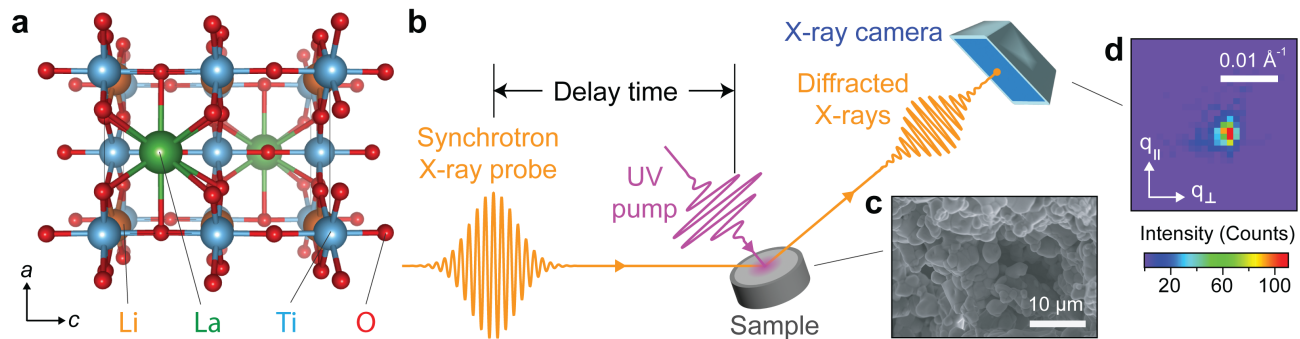 a
a
c
Li
La
Ti
O
b
Delay time
Synchrotron
X-ray probe
UV
pump
Sample
X-ray camera
Diffracted
X-rays
c
10 µm
d
0.01 Å⁻¹
q∥
q⊥
Intensity (Counts)
20 60 100